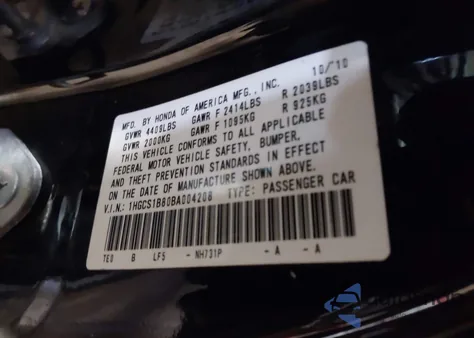 MFD. BY HONDA OF AMERICA MFG., INC. 10/10
GVWR 4409LBS GAWR F 2414LBS R 2039LBS
GVWR 2000KG GAWR F 1095KG R 925KG
THIS VEHICLE CONFORMS TO ALL APPLICABLE
FEDERAL MOTOR VEHICLE SAFETY, BUMPER,
AND THEFT PREVENTION STANDARDS IN EFFECT
ON THE DATE OF MANUFACTURE SHOWN ABOVE.
V.I.N.: 1HGCS1B80BA004208 TYPE: PASSENGER CAR
TE0 B LF5 - NH731P - A - A